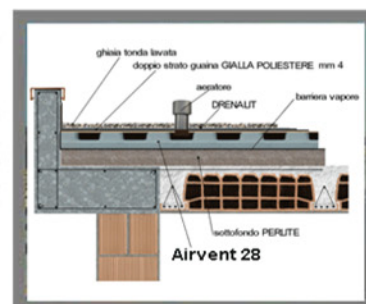 ghiaia tonda lavata
doppio strato guaina GIALLA POLIESTERE mm 4
aeratore
DRENALIT
barriera vapore
sottofondo PERLITE
Airvent 28